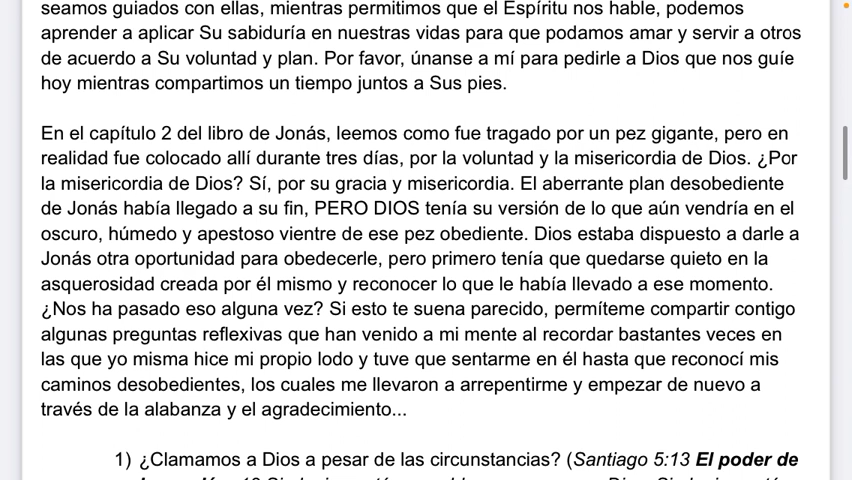 seamos guiados con ellas, mientras permitimos que el Espíritu nos hable, podemos
aprender a aplicar Su sabiduría en nuestras vidas para que podamos amar y servir a otros
de acuerdo a Su voluntad y plan. Por favor, únanse a mí para pedirle a Dios que nos guíe
hoy mientras compartimos un tiempo juntos a Sus pies.
En el capítulo 2 del libro de Jonás, leemos como fue tragado por un pez gigante, pero en
realidad fue colocado allí durante tres días, por la voluntad y la misericordia de Dios. ¿Por
la misericordia de Dios? Sí, por su gracia y misericordia. El aberrante plan desobediente
de Jonás había llegado a su fin, PERO DIOS tenía su versión de lo que aún vendría en el
oscuro, húmedo y apestoso vientre de ese pez obediente. Dios estaba dispuesto a darle a
Jonás otra oportunidad para obedecerle, pero primero tenía que quedarse quieto en la
asquerosidad creada por él mismo y reconocer lo que le había llevado a ese momento.
¿Nos ha pasado eso alguna vez? Si esto te suena parecido, permíteme compartir contigo
algunas preguntas reflexivas que han venido a mi mente al recordar bastantes veces en
las que yo misma hice mi propio lodo y tuve que sentarme en él hasta que reconocí mis
caminos desobedientes, los cuales me llevaron a arrepentirme y empezar de nuevo a
través de la alabanza y el agradecimiento...
1) ¿Clamamos a Dios a pesar de las circunstancias? (Santiago 5:13 El poder de